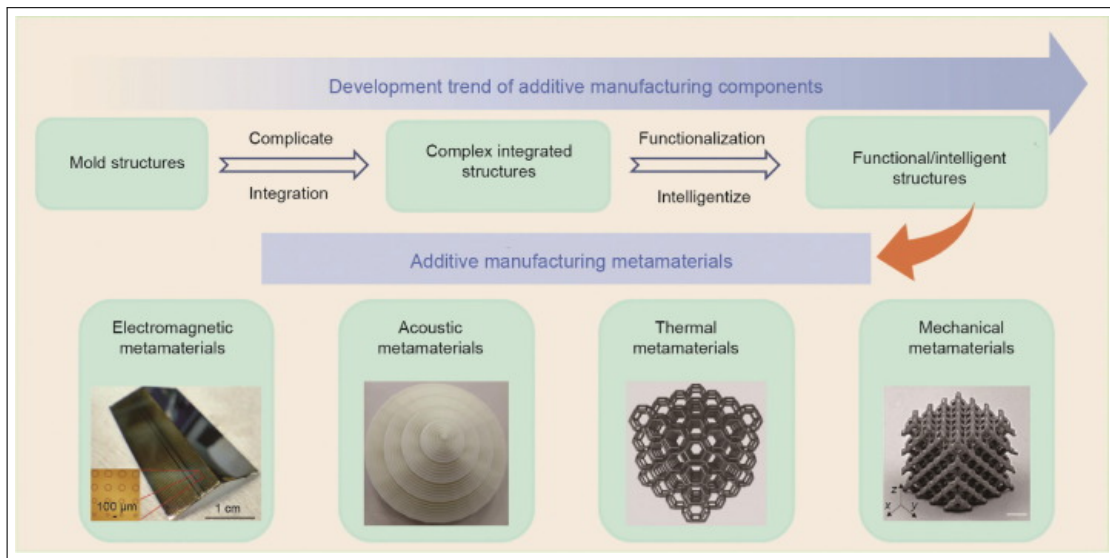 Development trend of additive manufacturing components
Mold structures
Complicate
Integration
Complex integrated
structures
Functionalization
Intelligentize
Functional/intelligent
structures
Additive manufacturing metamaterials
Electromagnetic
metamaterials
100 µm
1 cm
Acoustic
metamaterials
Thermal
metamaterials
Mechanical
metamaterials
z
x
y